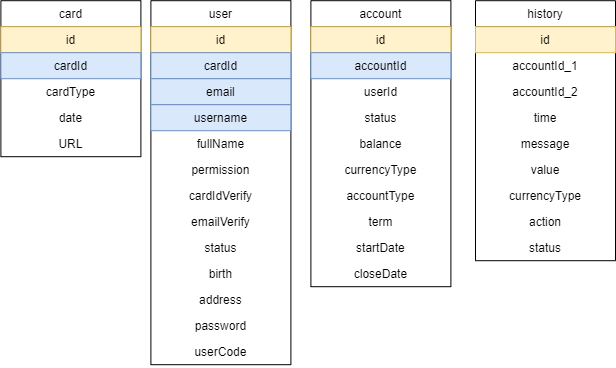 card
id
cardId
cardType
date
URL
user
id
cardId
email
username
fullName
permission
cardIdVerify
emailVerify
status
birth
address
password
userCode
account
id
accountId
userId
status
balance
currencyType
accountType
term
startDate
closeDate
history
id
accountId_1
accountId_2
time
message
value
currencyType
action
status